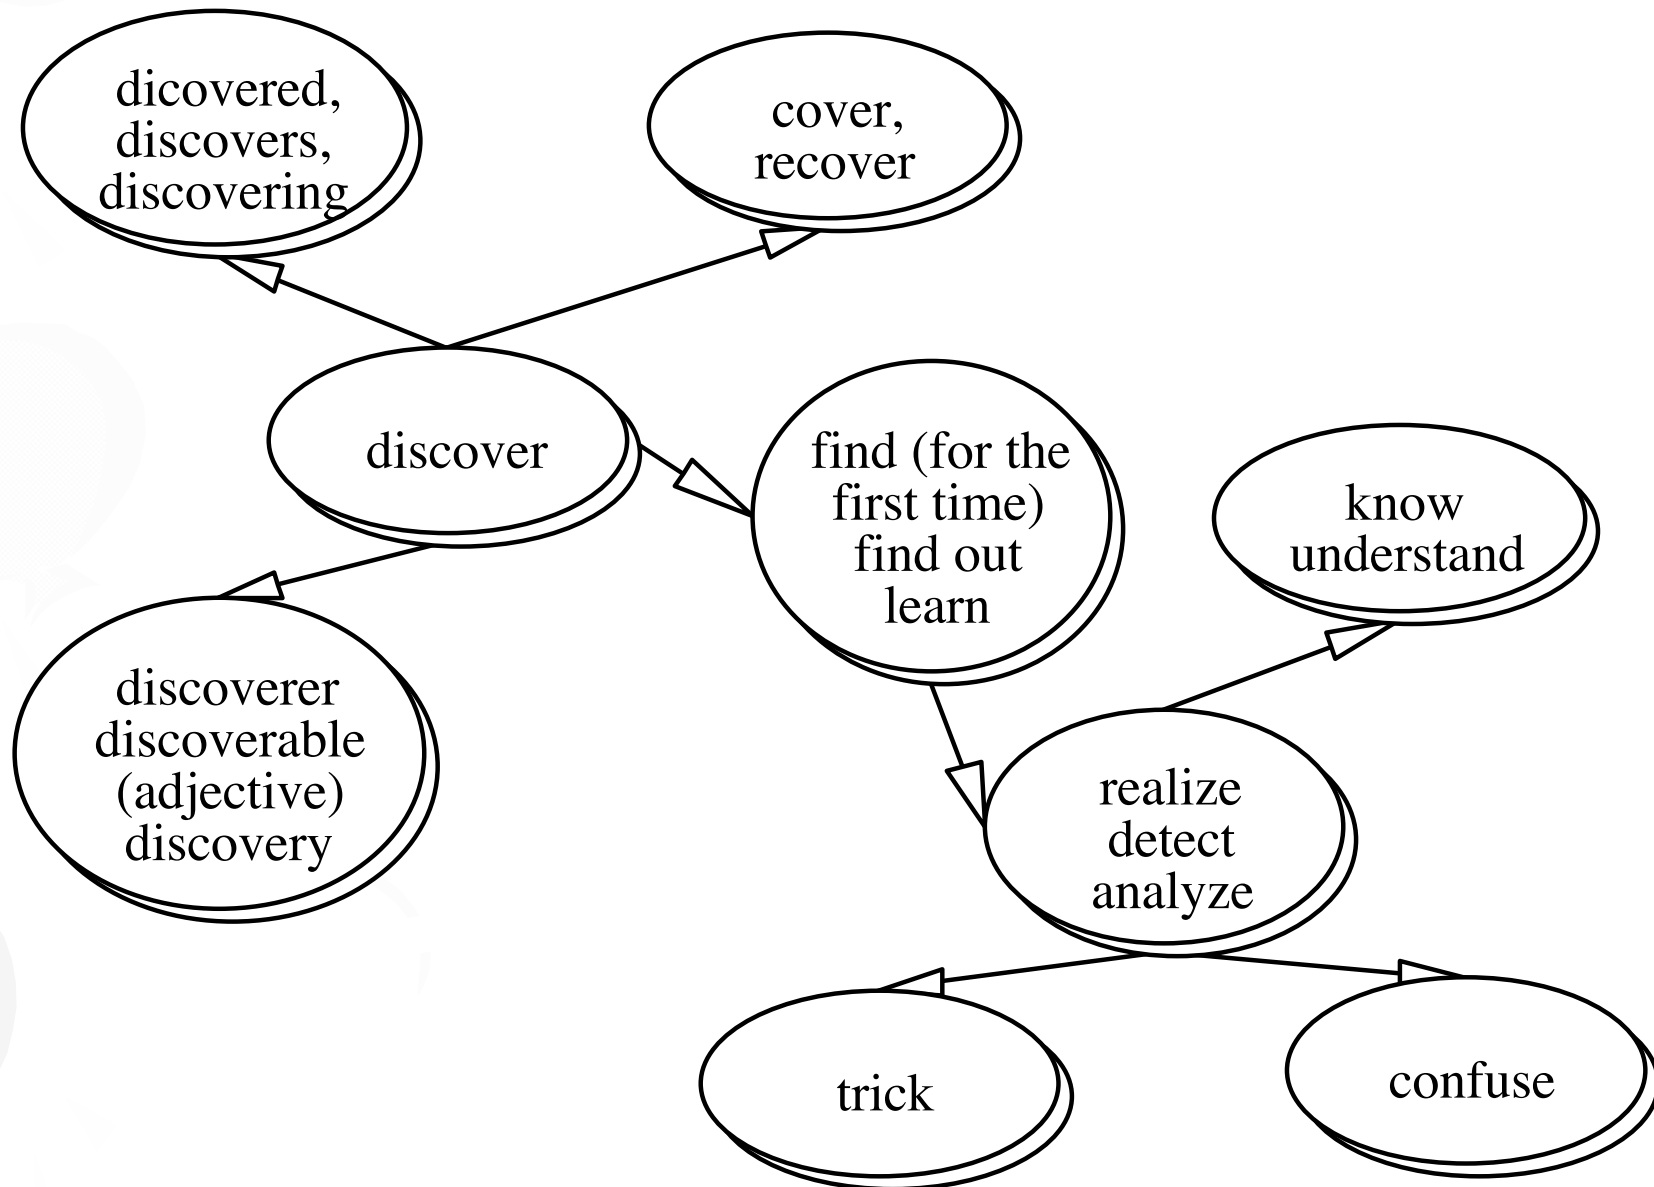 dicovered,
discovers,
discovering
cover,
recover
discover
find (for the
first time)
find out
learn
know
understand
discoverer
discoverable
(adjective)
discovery
realize
detect
analyze
trick
confuse